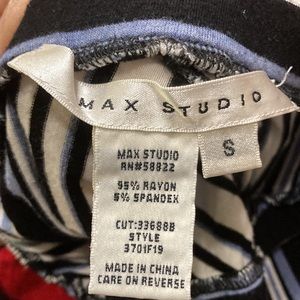 MAX STUDIO
S
MAX STUDIO
RN#58822
95% RAYON
5% SPANDEX
CUT:33688B
STYLE
3701F19
MADE IN CHINA
CARE ON REVERSE